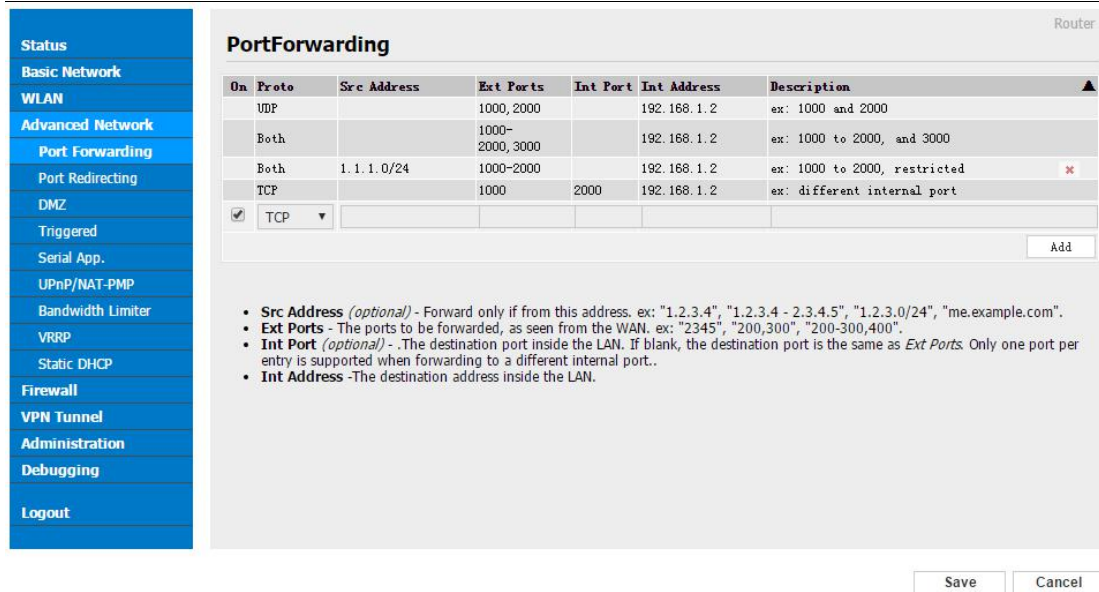 Router
Status
Basic Network
WLAN
Advanced Network
Port Forwarding
Port Redirecting
DMZ
Triggered
Serial App.
UPnP/NAT-PMP
Bandwidth Limiter
VRRP
Static DHCP
Firewall
VPN Tunnel
Administration
Debugging
Logout
PortForwarding
On Proto Src Address Ext Ports Int Port Int Address Description
UDP 1000, 2000 192.168.1.2 ex: 1000 and 2000
Both 1000-
2000, 3000 192.168.1.2 ex: 1000 to 2000, and 3000
Both 1.1.1.0/24 1000-2000 192.168.1.2 ex: 1000 to 2000, restricted
TCP 1000 2000 192.168.1.2 ex: different internal port
TCP
Add
• Src Address (optional) - Forward only if from this address. ex: "1.2.3.4", "1.2.3.4 - 2.3.4.5", "1.2.3.0/24", "me.example.com".
• Ext Ports - The ports to be forwarded, as seen from the WAN. ex: "2345", "200,300", "200-300,400".
• Int Port (optional) - .The destination port inside the LAN. If blank, the destination port is the same as Ext Ports. Only one port per
entry is supported when forwarding to a different internal port..
• Int Address -The destination address inside the LAN.
Save Cancel